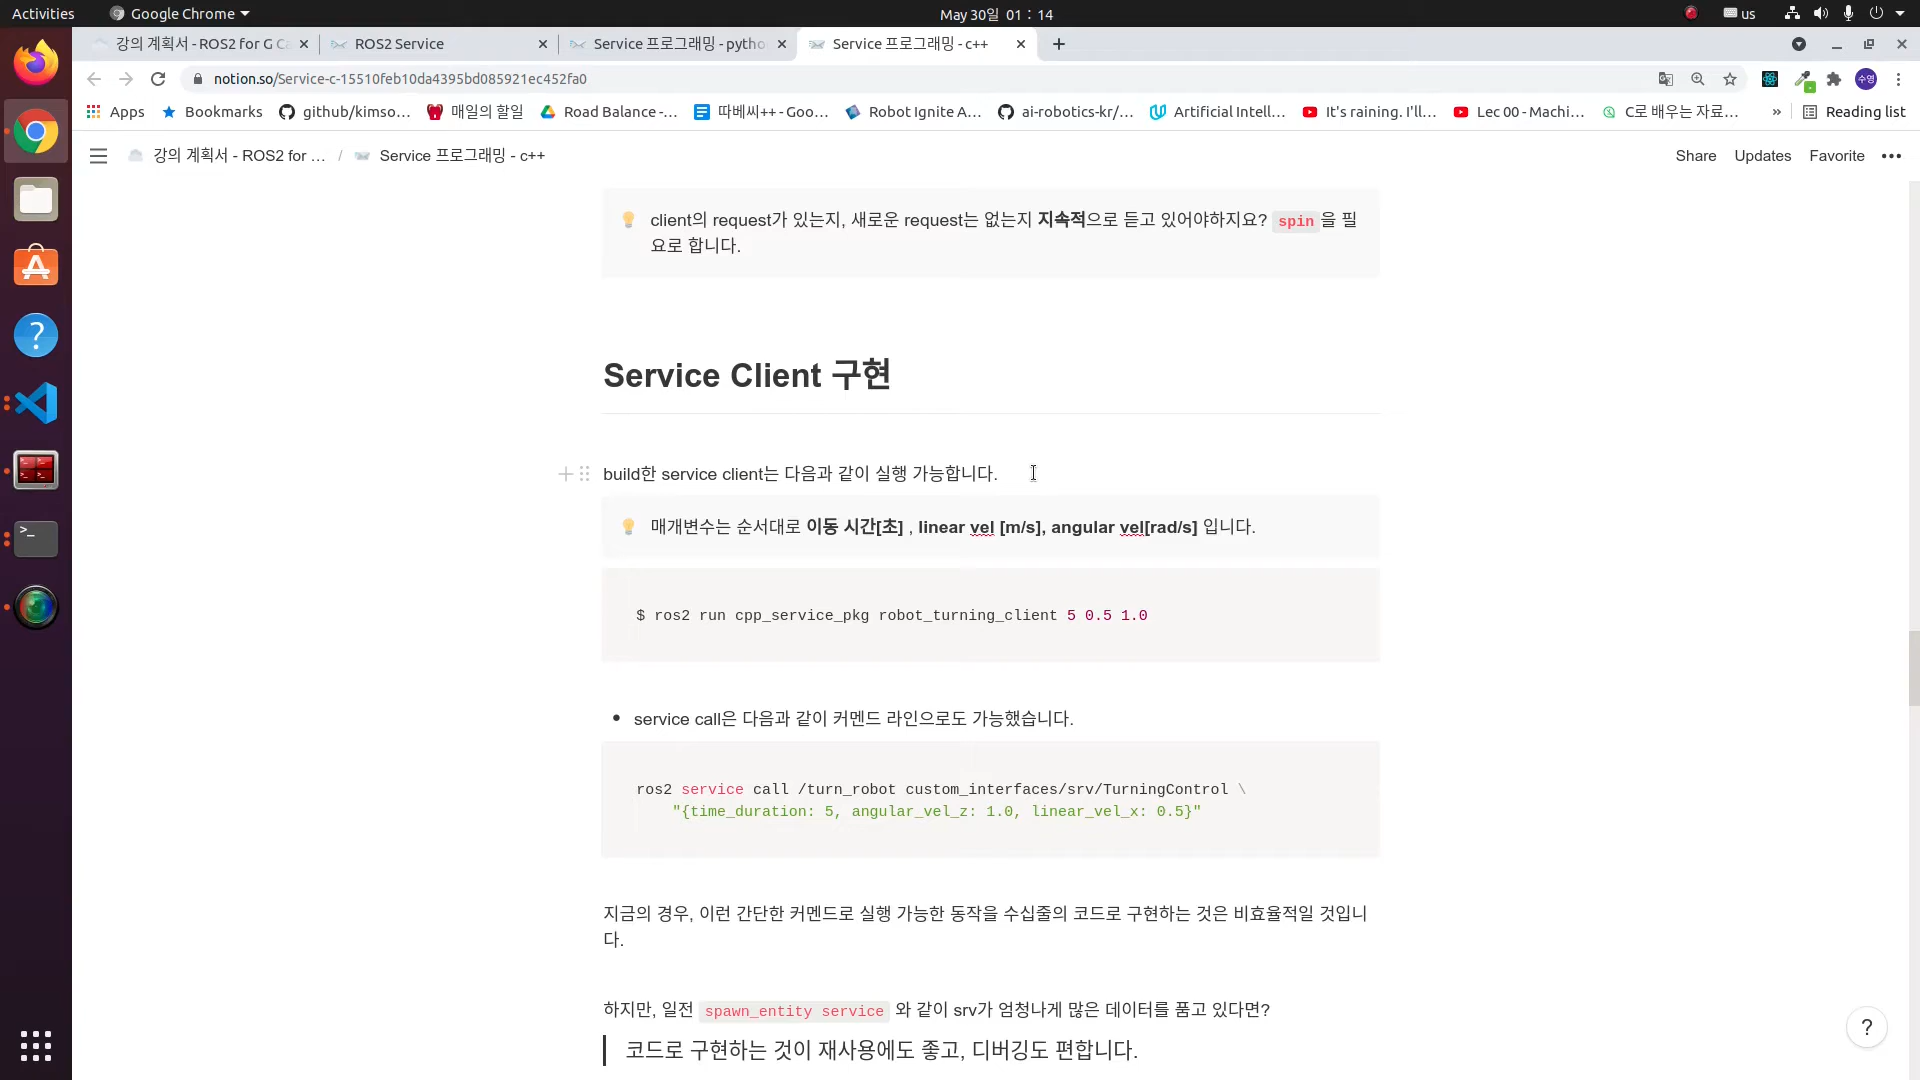 Activities
Google Chrome
May 30일 01 : 14
us
강의 계획서 - ROS2 for G Ca
ROS2 Service
Service 프로그래밍 - pytho
Service 프로그래밍 - c++
notion.so/Service-c-15510feb10da4395bd085921ec452fa0
수영
Apps
Bookmarks
github/kimso...
매일의 할일
Road Balance -...
따베씨++ - Goo...
Robot Ignite A...
ai-robotics-kr/...
Artificial Intell...
It's raining. I'll...
Lec 00 - Machi...
C로 배우는 자료...
»
Reading list
강의 계획서 - ROS2 for ...
/
Service 프로그래밍 - c++
Share
Updates
Favorite
client의 request가 있는지, 새로운 request는 없는지 지속적으로 듣고 있어야하지요? spin을 필
요로 합니다.
Service Client 구현
build한 service client는 다음과 같이 실행 가능합니다.
매개변수는 순서대로 이동 시간[초] , linear vel [m/s], angular vel[rad/s] 입니다.
$ ros2 run cpp_service_pkg robot_turning_client 5 0.5 1.0
• service call은 다음과 같이 커멘드 라인으로도 가능했습니다.
ros2 service call /turn_robot custom_interfaces/srv/TurningControl \
"{time_duration: 5, angular_vel_z: 1.0, linear_vel_x: 0.5}"
지금의 경우, 이런 간단한 커멘드로 실행 가능한 동작을 수십줄의 코드로 구현하는 것은 비효율적일 것입니
다.
하지만, 일전 spawn_entity service 와 같이 srv가 엄청나게 많은 데이터를 품고 있다면?
코드로 구현하는 것이 재사용에도 좋고, 디버깅도 편합니다.
?